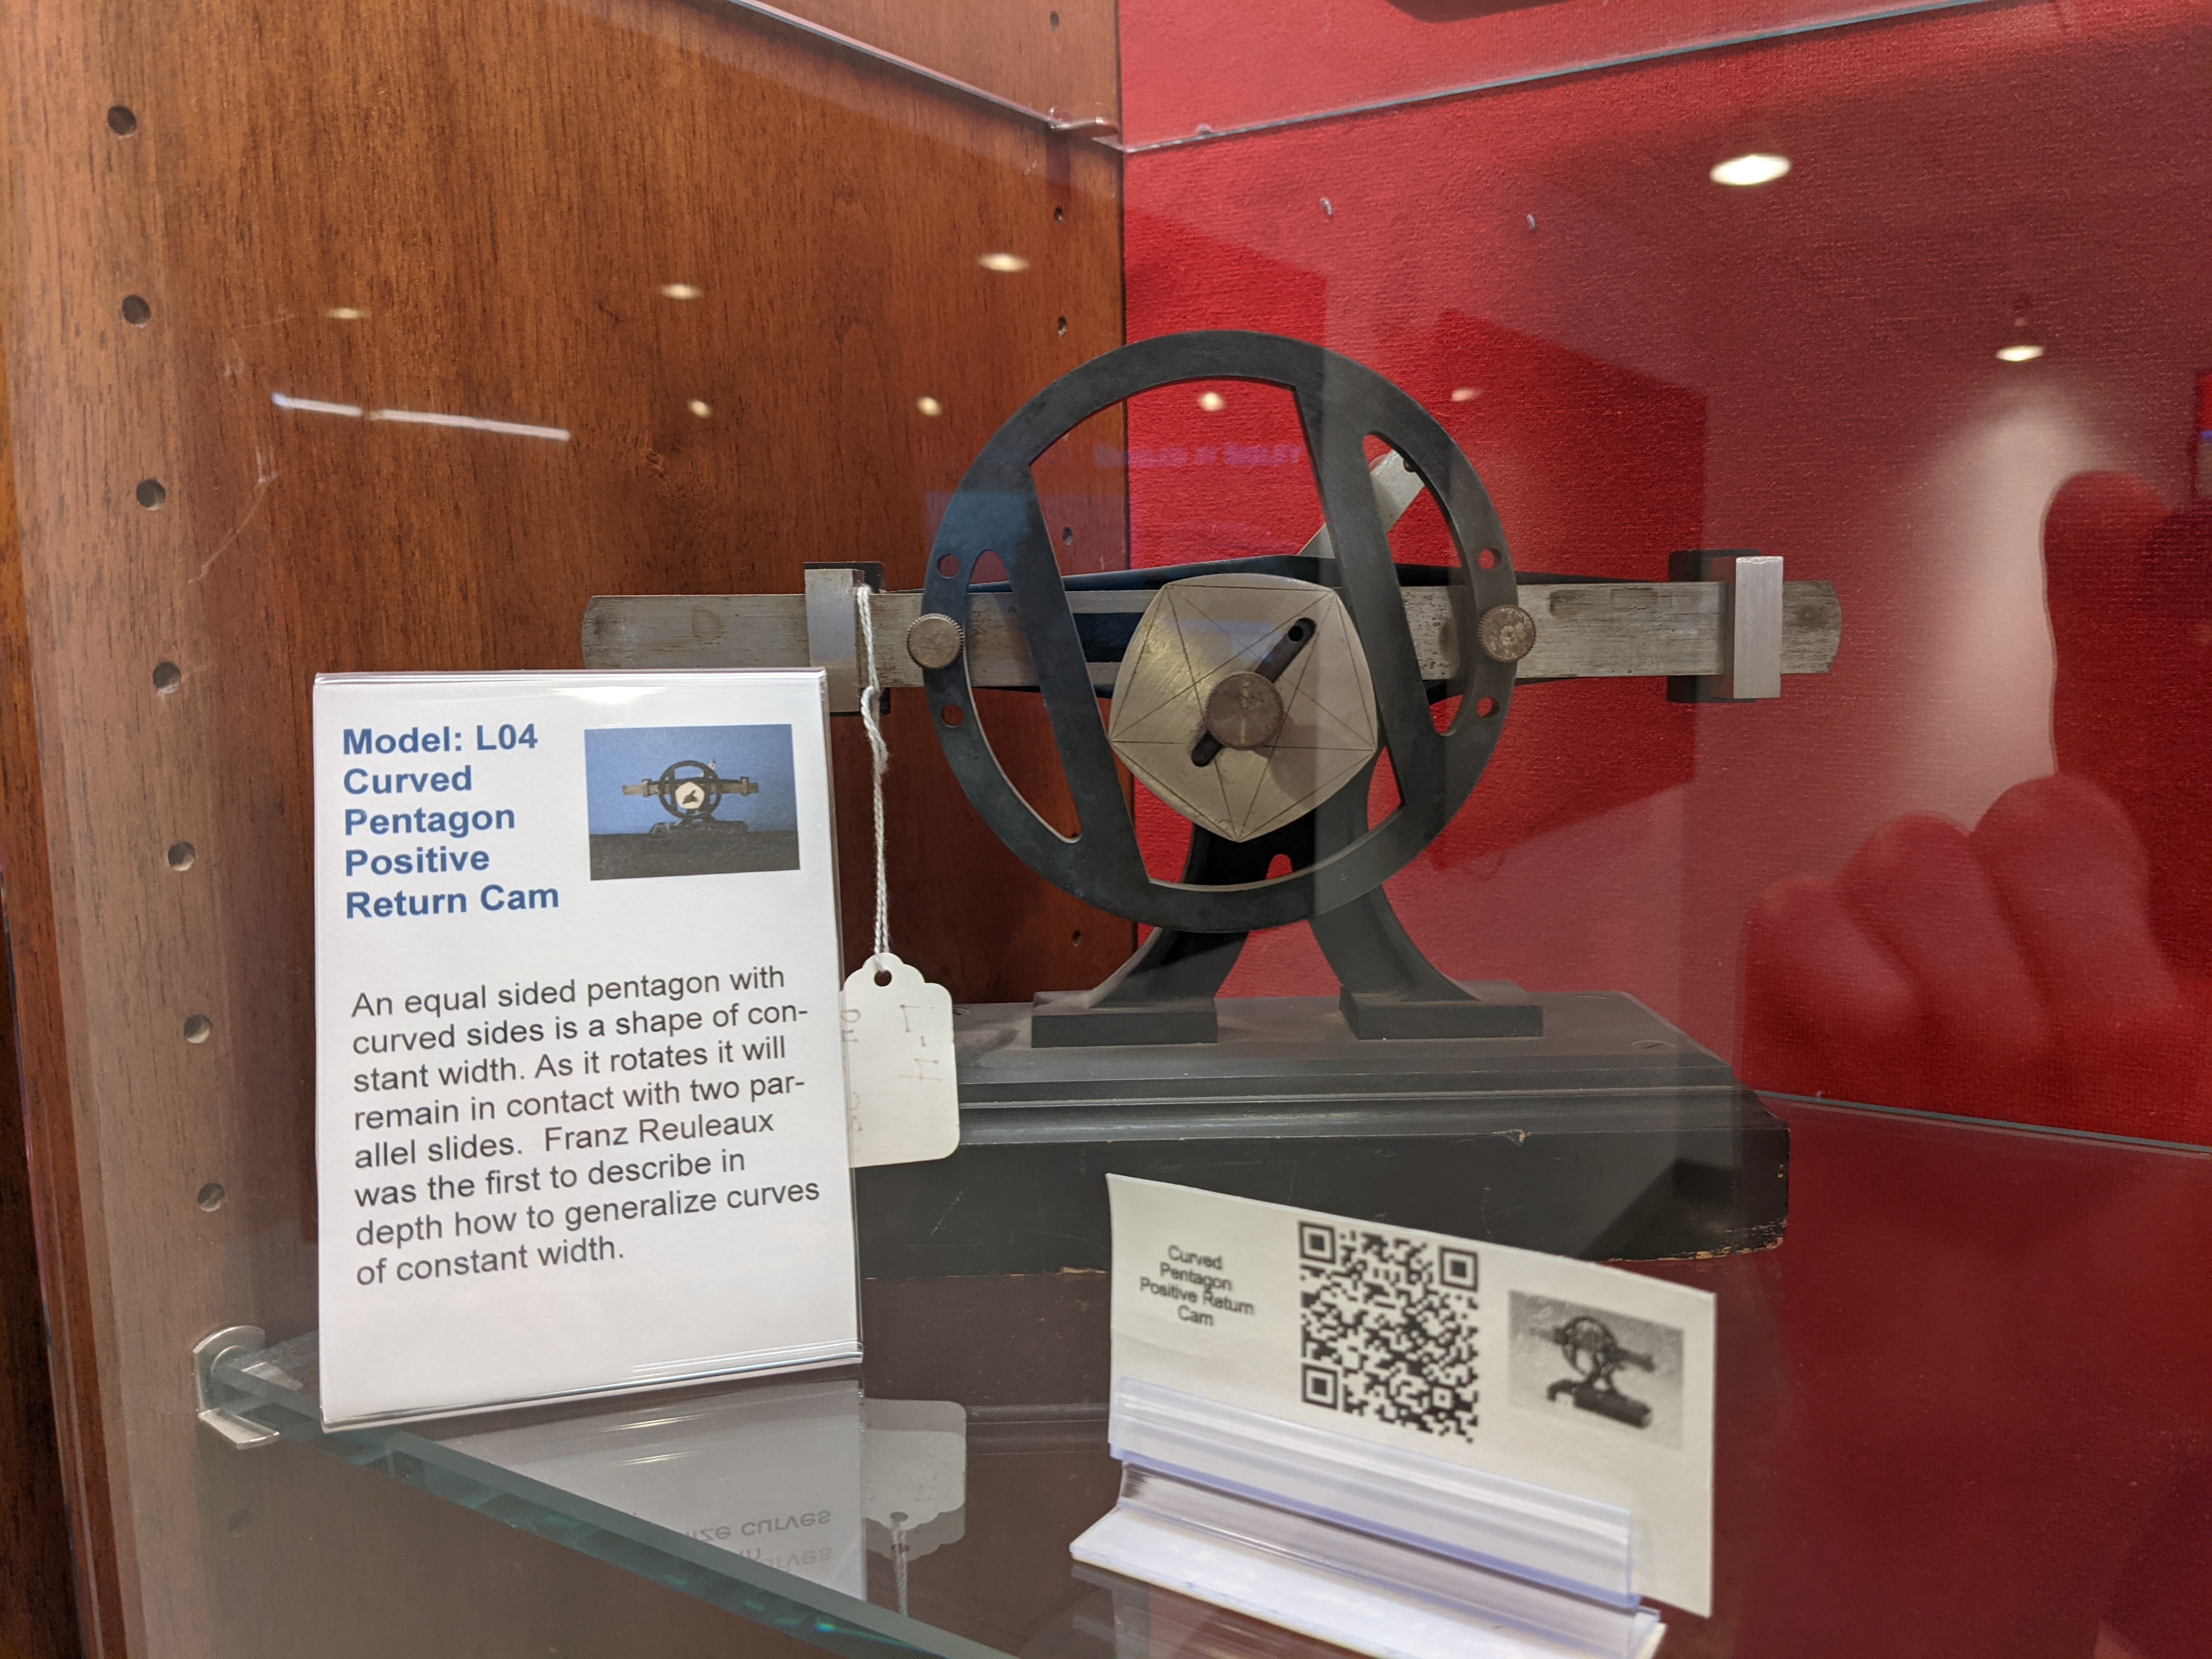 Model: L04
Curved
Pentagon
Positive
Return Cam
An equal sided pentagon with
curved sides is a shape of con-
stant width. As it rotates it will
remain in contact with two par-
allel slides. Franz Reuleaux
was the first to describe in
depth how to generalize curves
of constant width.
L-4
Curved
Pentagon
Positive Return
Cam